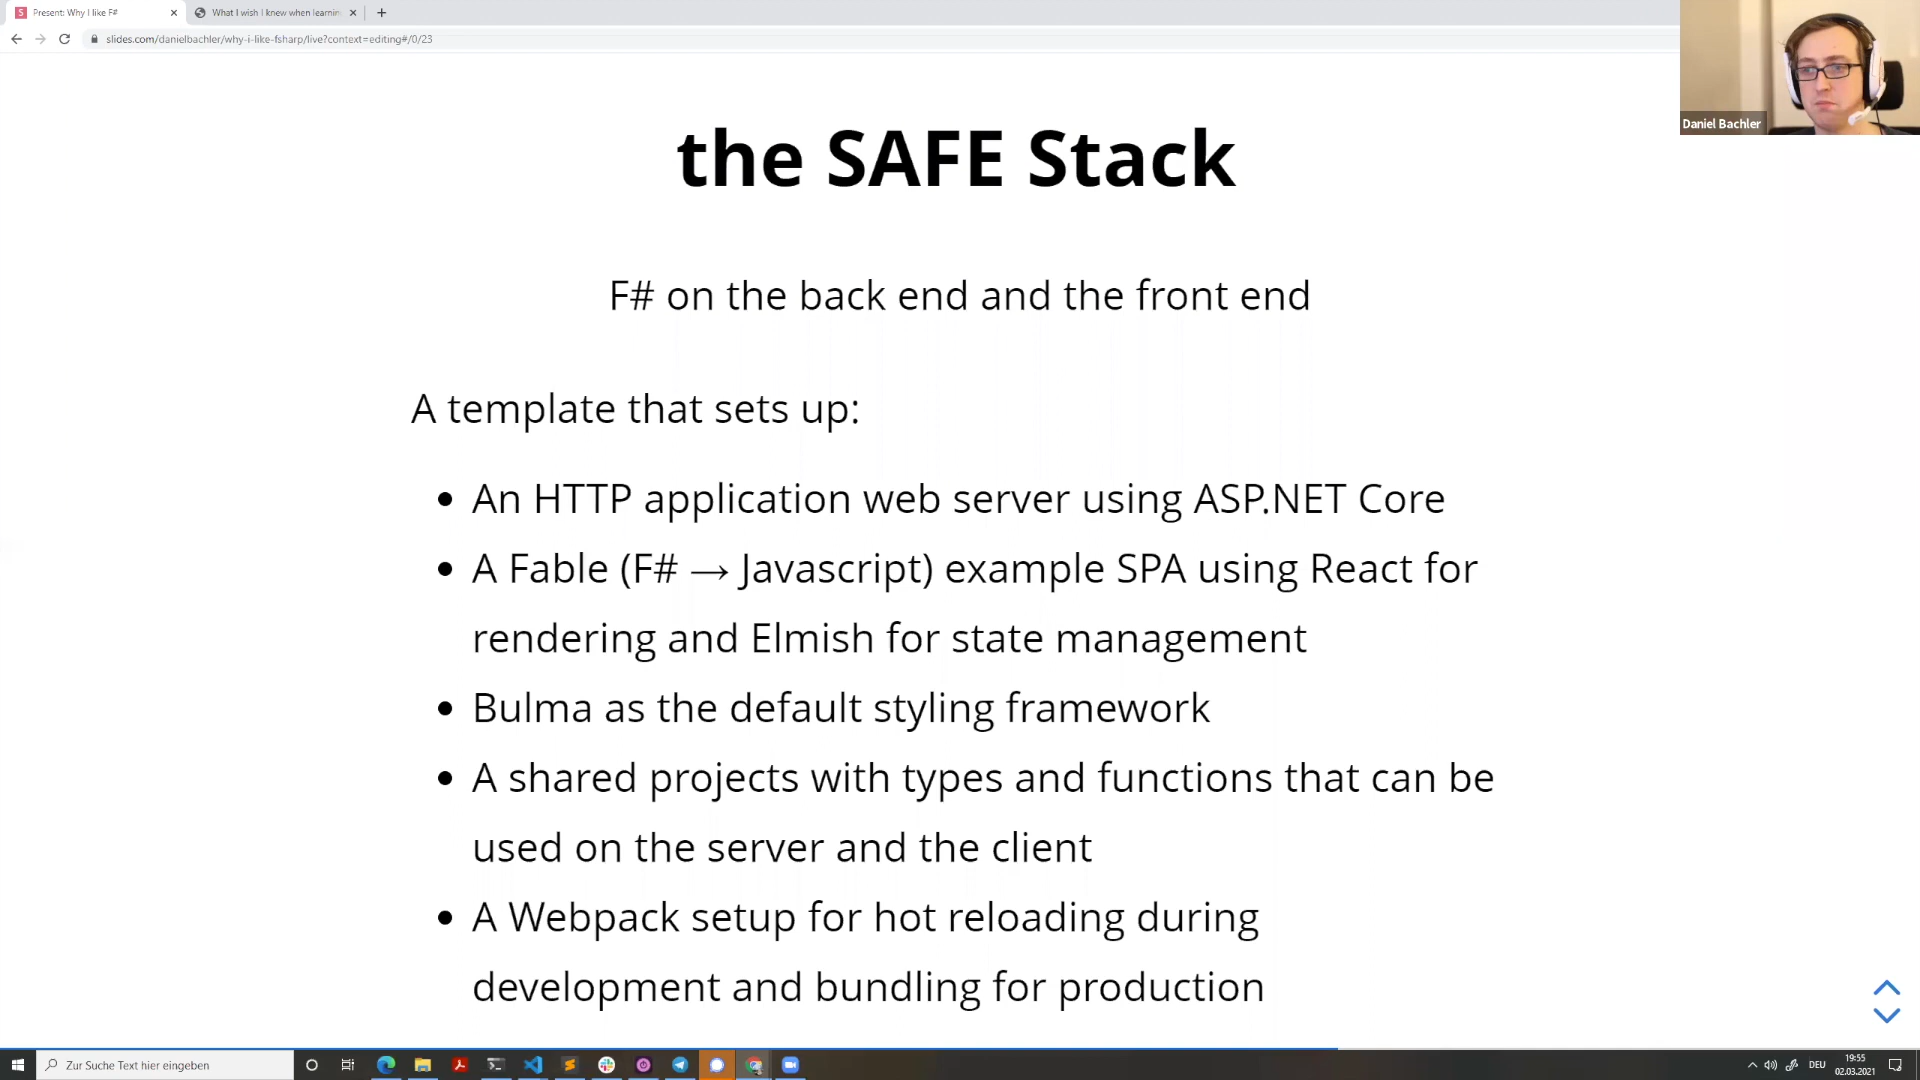 Present: Why I like F#
What I wish I knew when learnin
slides.com/danielbachler/why-i-like-fsharp/live?context=editing#/0/23
Daniel Bachler
the SAFE Stack
F# on the back end and the front end
A template that sets up:
• An HTTP application web server using ASP.NET Core
• A Fable (F# → Javascript) example SPA using React for
rendering and Elmish for state management
• Bulma as the default styling framework
• A shared projects with types and functions that can be
used on the server and the client
• A Webpack setup for hot reloading during
development and bundling for production
Zur Suche Text hier eingeben
DEU
19:55
02.03.2021